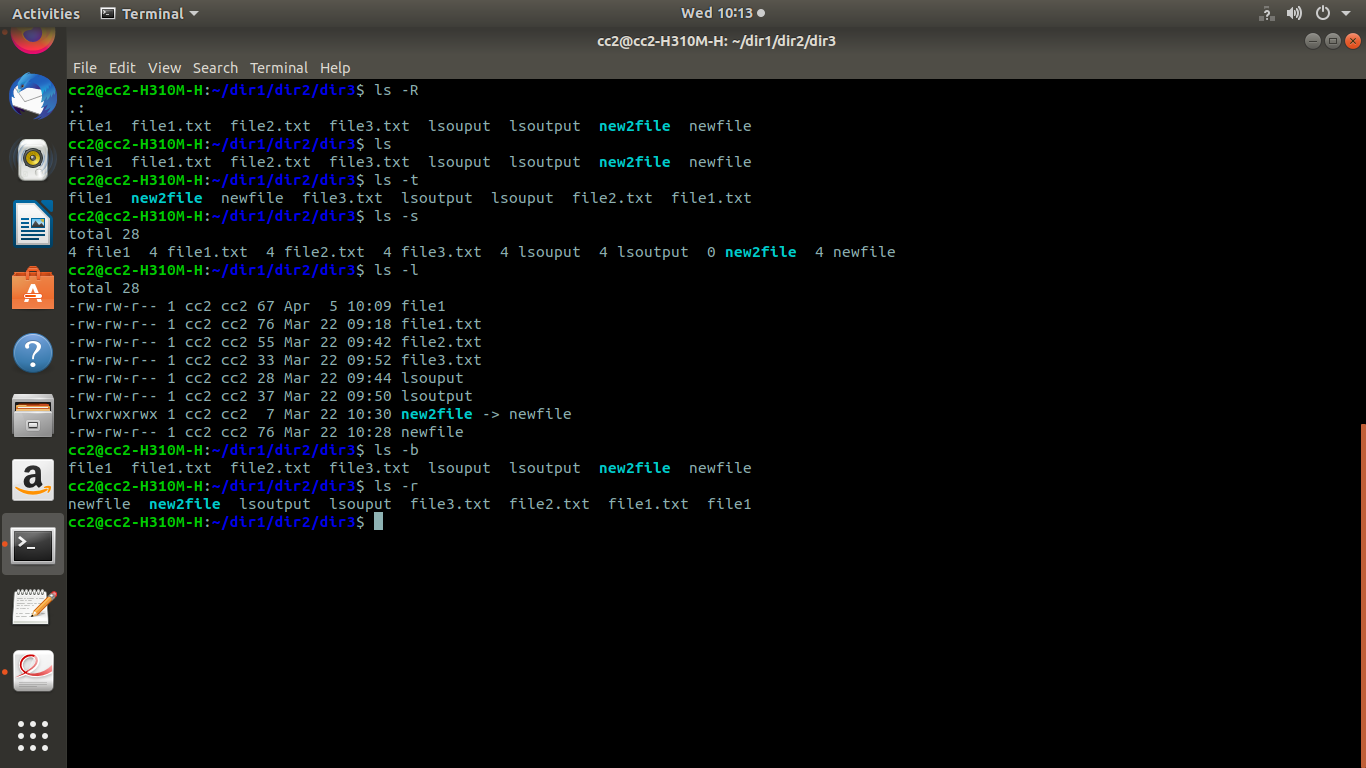 Activities Terminal Wed 10:13
cc2@cc2-H310M-H: ~/dir1/dir2/dir3
File Edit View Search Terminal Help
cc2@cc2-H310M-H:~/dir1/dir2/dir3$ ls -R
.:
file1  file1.txt  file2.txt  file3.txt  lsouput  lsoutput  new2file  newfile
cc2@cc2-H310M-H:~/dir1/dir2/dir3$ ls
file1  file1.txt  file2.txt  file3.txt  lsouput  lsoutput  new2file  newfile
cc2@cc2-H310M-H:~/dir1/dir2/dir3$ ls -t
file1  new2file  newfile  file3.txt  lsoutput  lsouput  file2.txt  file1.txt
cc2@cc2-H310M-H:~/dir1/dir2/dir3$ ls -s
total 28
4 file1  4 file1.txt  4 file2.txt  4 file3.txt  4 lsouput  4 lsoutput  0 new2file  4 newfile
cc2@cc2-H310M-H:~/dir1/dir2/dir3$ ls -l
total 28
-rw-rw-r-- 1 cc2 cc2 67 Apr  5 10:09 file1
-rw-rw-r-- 1 cc2 cc2 76 Mar 22 09:18 file1.txt
-rw-rw-r-- 1 cc2 cc2 55 Mar 22 09:42 file2.txt
-rw-rw-r-- 1 cc2 cc2 33 Mar 22 09:52 file3.txt
-rw-rw-r-- 1 cc2 cc2 28 Mar 22 09:44 lsouput
-rw-rw-r-- 1 cc2 cc2 37 Mar 22 09:50 lsoutput
lrwxrwxrwx 1 cc2 cc2  7 Mar 22 10:30 new2file -> newfile
-rw-rw-r-- 1 cc2 cc2 76 Mar 22 10:28 newfile
cc2@cc2-H310M-H:~/dir1/dir2/dir3$ ls -b
file1  file1.txt  file2.txt  file3.txt  lsouput  lsoutput  new2file  newfile
cc2@cc2-H310M-H:~/dir1/dir2/dir3$ ls -r
newfile  new2file  lsoutput  lsouput  file3.txt  file2.txt  file1.txt  file1
cc2@cc2-H310M-H:~/dir1/dir2/dir3$